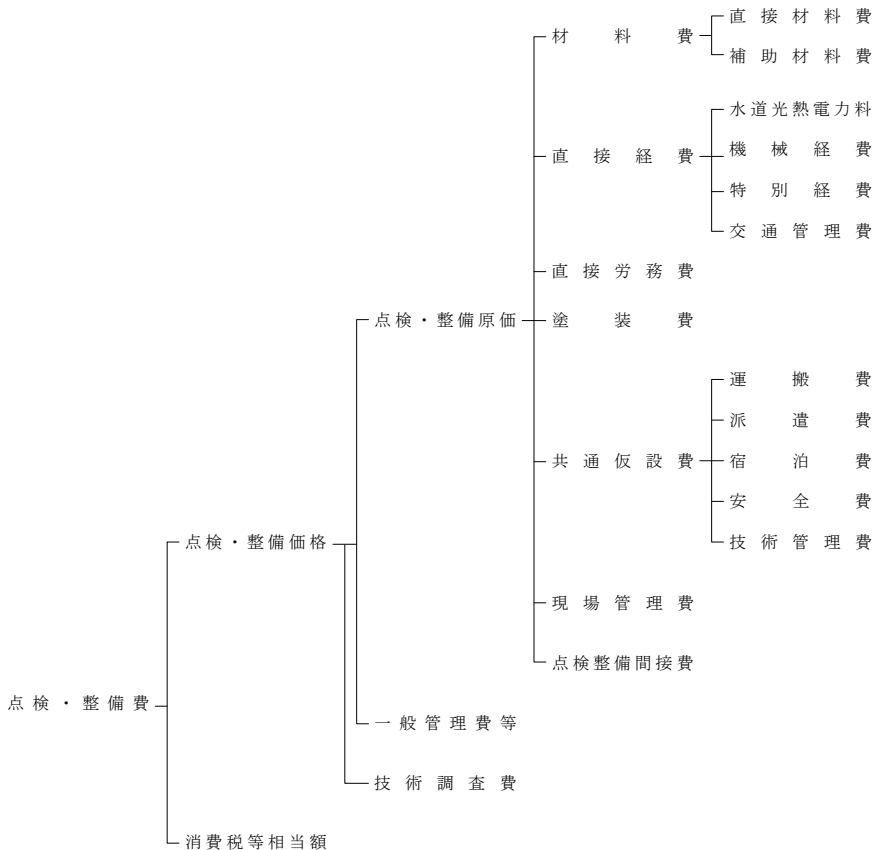 直接材料費
材料費
補助材料費
水道光熱電力料
機械経費
直接経費
特別経費
交通管理費
直接労務費
点検・整備原価
塗装費
運搬費
派遣費
共通仮設費
宿泊費
安全費
点検・整備価格
技術管理費
現場管理費
点検整備間接費
点検・整備費
一般管理費等
技術調査費
消費税等相当額